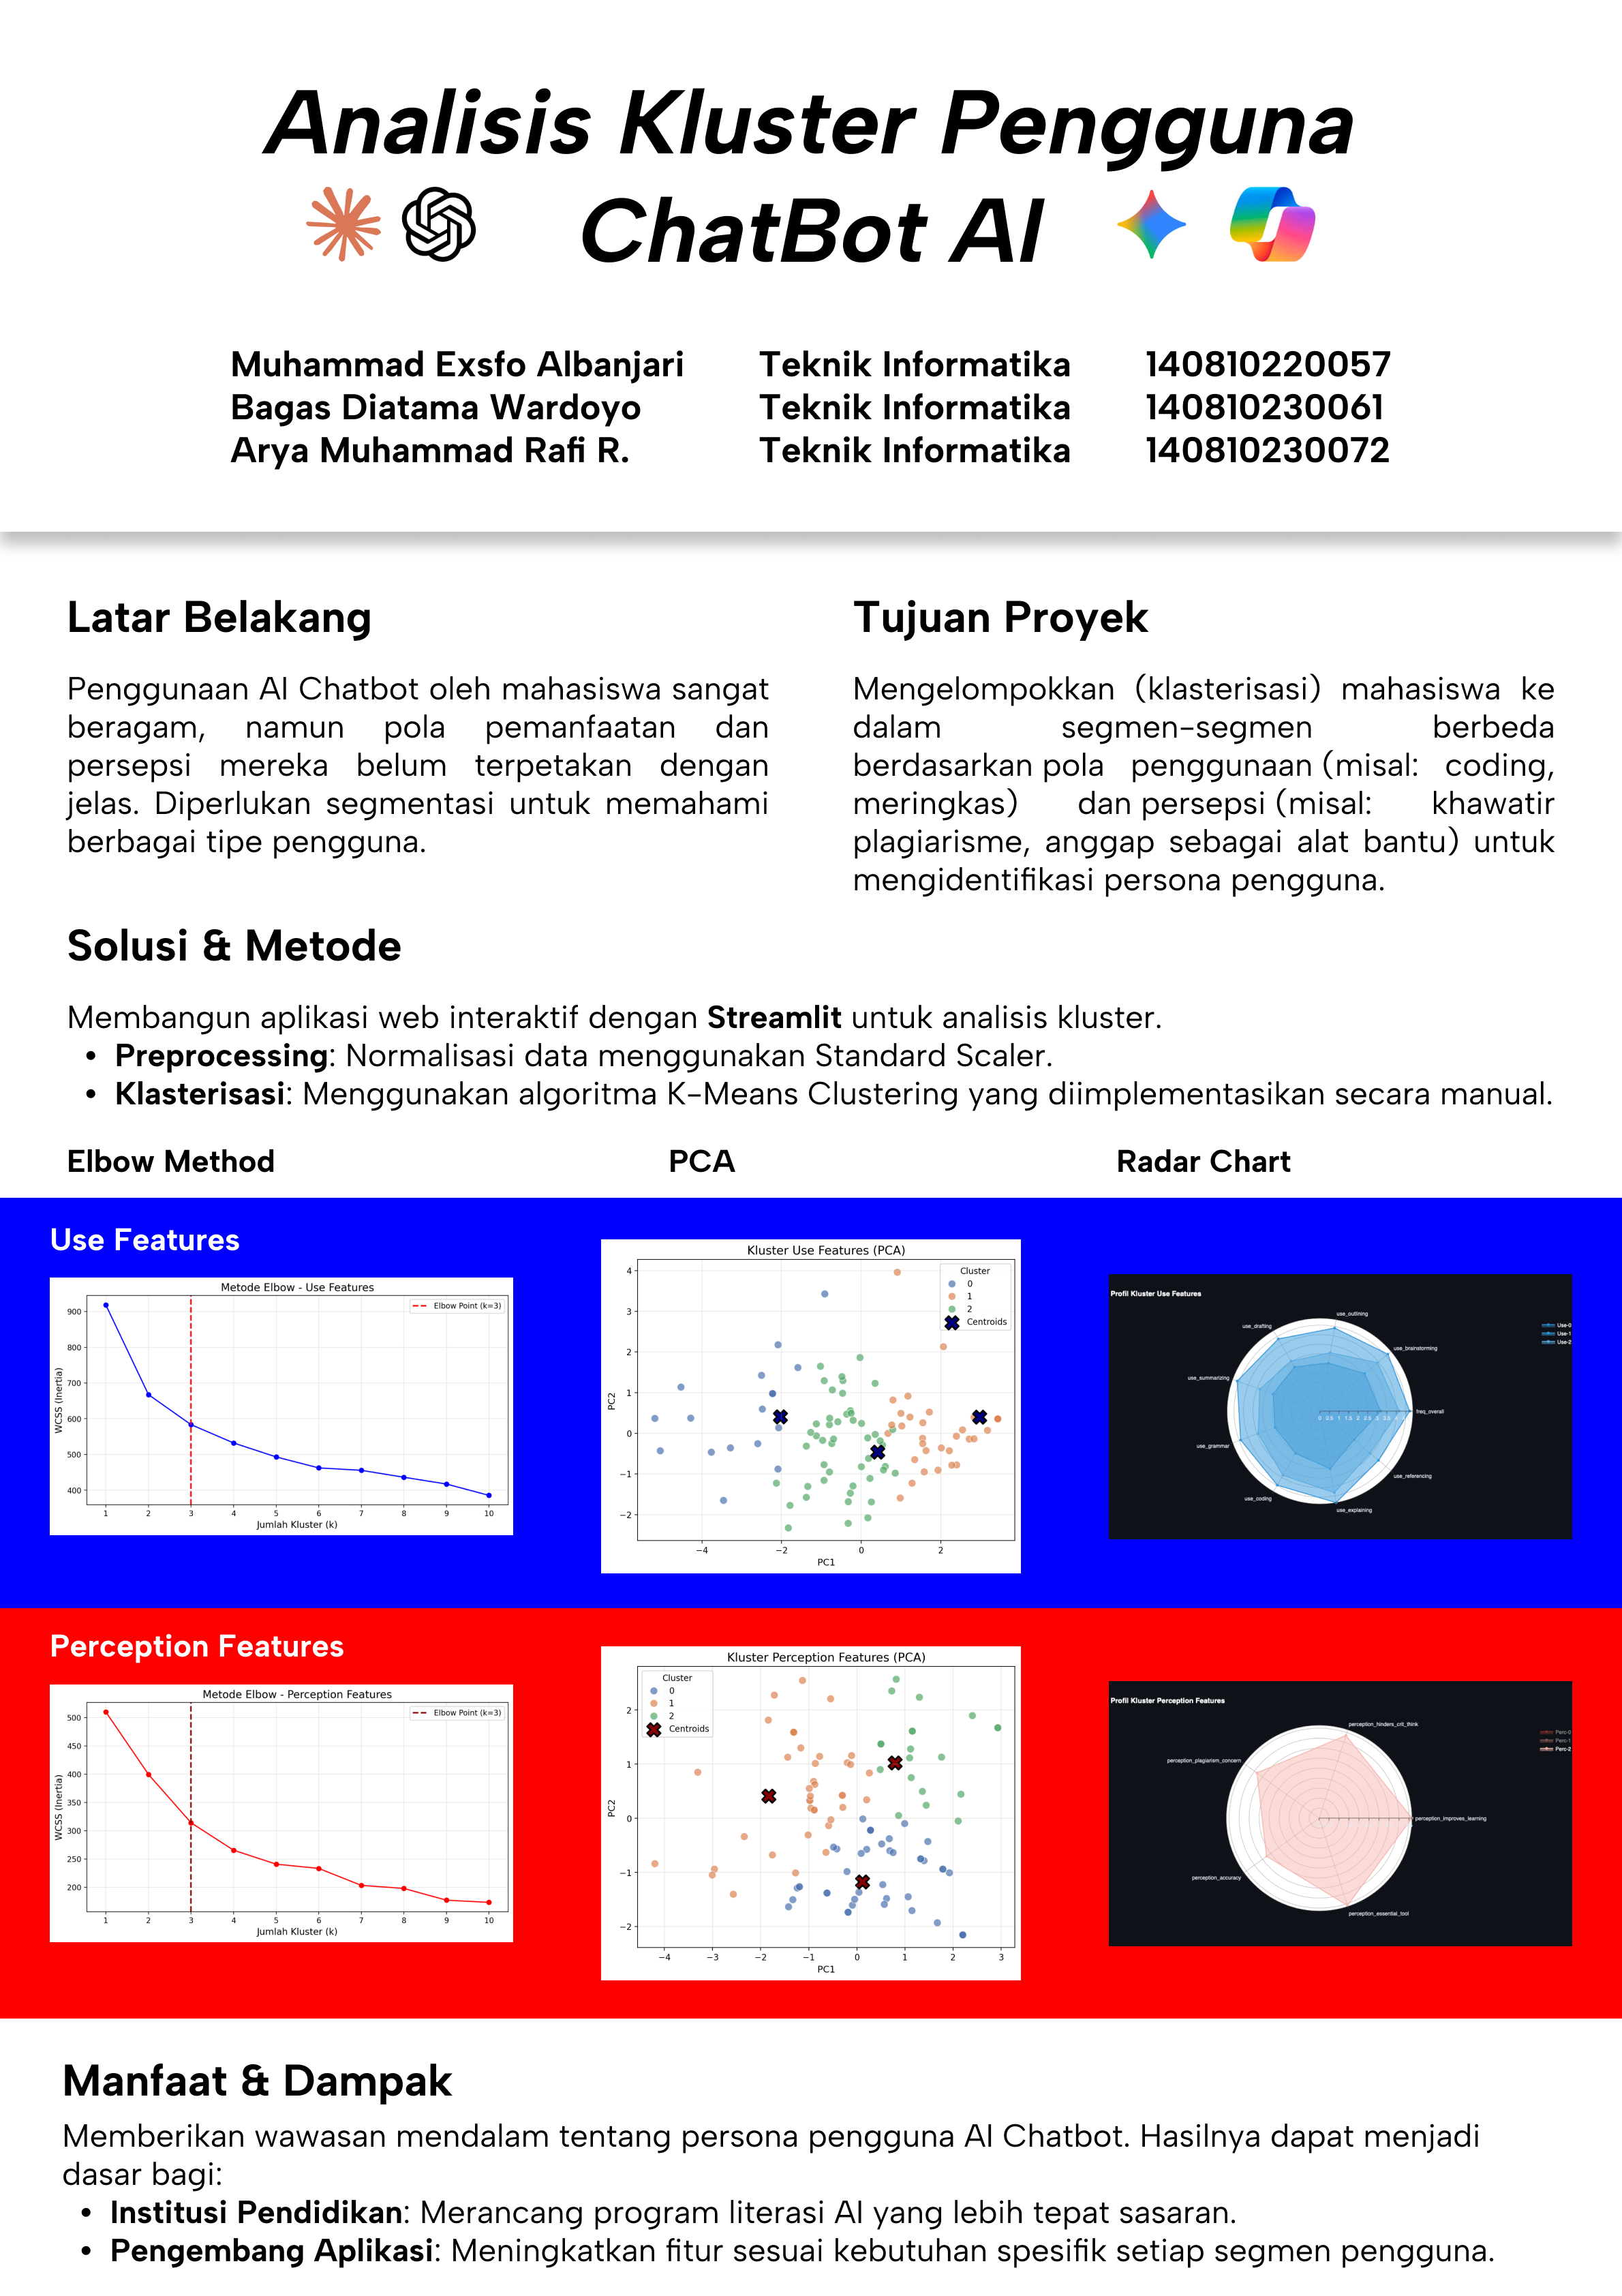 Analisis Kluster Pengguna
ChatBot AI
Muhammad Exsfo Albanjari Teknik Informatika 140810220057
Bagas Diatama Wardoyo Teknik Informatika 140810230061
Arya Muhammad Rafi R. Teknik Informatika 140810230072
Latar Belakang
Penggunaan AI Chatbot oleh mahasiswa sangat
beragam, namun pola pemanfaatan dan
persepsi mereka belum terpetakan dengan
jelas. Diperlukan segmentasi untuk memahami
berbagai tipe pengguna.
Tujuan Proyek
Mengelompokkan (klasterisasi) mahasiswa ke
dalam segmen-segmen berbeda
berdasarkan pola penggunaan (misal: coding,
meringkas) dan persepsi (misal: khawatir
plagiarisme, anggap sebagai alat bantu) untuk
mengidentifikasi persona pengguna.
Solusi & Metode
Membangun aplikasi web interaktif dengan Streamlit untuk analisis kluster.
• Preprocessing: Normalisasi data menggunakan Standard Scaler.
• Klasterisasi: Menggunakan algoritma K-Means Clustering yang diimplementasikan secara manual.
Elbow Method PCA Radar Chart
Use Features
Metode Elbow - Use Features
Elbow Point (k=3)
WCSS (Inertia)
900
800
700
600
500
400
1 2 3 4 5 6 7 8 9 10
Jumlah Kluster (k)
Kluster Use Features (PCA)
Cluster
0
1
2
Centroids
PC2
4
3
2
1
0
−1
−2
−4 −2 0 2
PC1
Profil Kluster Use Features
Use-0
Use-1
Use-2
use_outlining
use_drafting
use_brainstorming
use_summarizing
freq_overall
0 0.5 1 1.5 2 2.5 3 3.5 4
use_grammar
use_referencing
use_coding
use_explaining
Perception Features
Metode Elbow - Perception Features
Elbow Point (k=3)
WCSS (Inertia)
500
450
400
350
300
250
200
1 2 3 4 5 6 7 8 9 10
Jumlah Kluster (k)
Kluster Perception Features (PCA)
Cluster
0
1
2
Centroids
PC2
2
1
0
−1
−2
−4 −3 −2 −1 0 1 2 3
PC1
Profil Kluster Perception Features
Perc-0
Perc-1
Perc-2
perception_hinders_crit_think
perception_plagiarism_concern
perception_improves_learning
perception_accuracy
perception_essential_tool
Manfaat & Dampak
Memberikan wawasan mendalam tentang persona pengguna AI Chatbot. Hasilnya dapat menjadi
dasar bagi:
• Institusi Pendidikan: Merancang program literasi AI yang lebih tepat sasaran.
• Pengembang Aplikasi: Meningkatkan fitur sesuai kebutuhan spesifik setiap segmen pengguna.